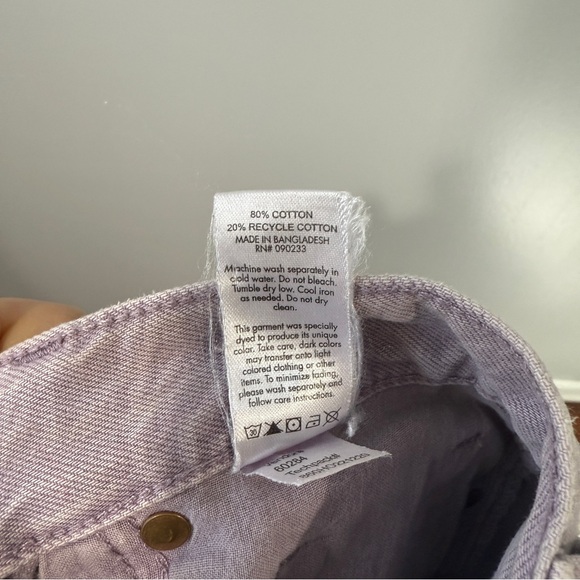 80% COTTON
20% RECYCLE COTTON
MADE IN BANGLADESH
RN# 090233
Machine wash separately in
cold water. Do not bleach.
Tumble dry low. Cool iron
as needed. Do not dry
clean.
This garment was specially
dyed to produce its unique
color. Take care, dark colors
may transfer onto light
colored clothing or other
items. To minimize fading,
please wash separately and
follow care instructions.
30
60284
Techpack#